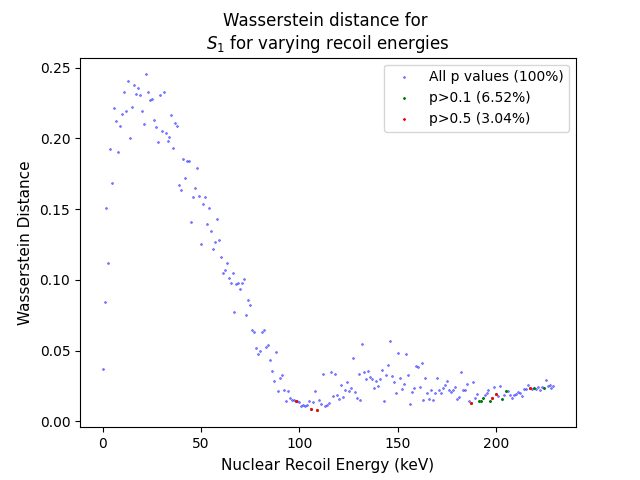 Wasserstein distance for
S₁ for varying recoil energies
All p values (100%)
p>0.1 (6.52%)
p>0.5 (3.04%)
Wasserstein Distance
0.25
0.20
0.15
0.10
0.05
0.00
0 50 100 150 200
Nuclear Recoil Energy (keV)